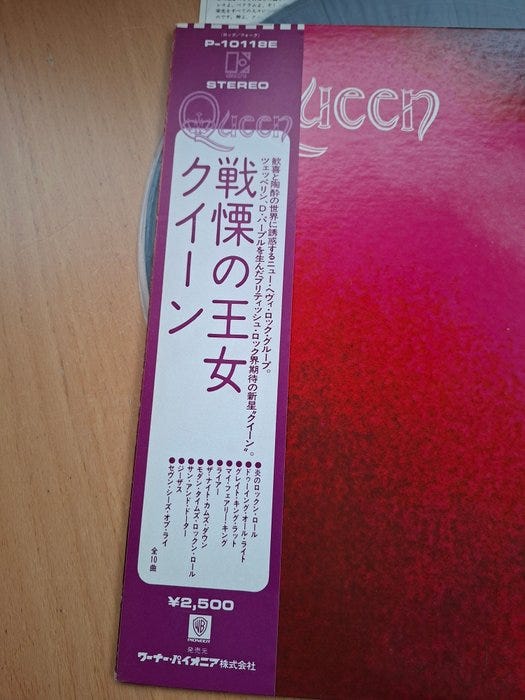 (ロック/フォーク)
P-10118E
STEREO
Queen
Queen
歓喜と陶酔の世界に誘惑するニュー・ヘヴィ・ロック・グループ。
ツェッペリン、D・パープルを生んだブリティッシュ・ロック界期待の新星“クイーン”。
戦慄の王女
クイーン
●炎のロックン・ロール
●ドゥーイング・オール・ライト
●グレイト・キング・ラット
●マイ・フェアリー・キング
●ライアー
●ザ・ナイト・カムズ・ダウン
●モダン・タイムズ・ロックン・ロール
●サン・アンド・ドーター
●ジーザス
●セヴン・シーズ・オブ・ライ
全10曲
¥2,500
WB
PIONEER
発売元
ワーナー・パイオニア株式会社